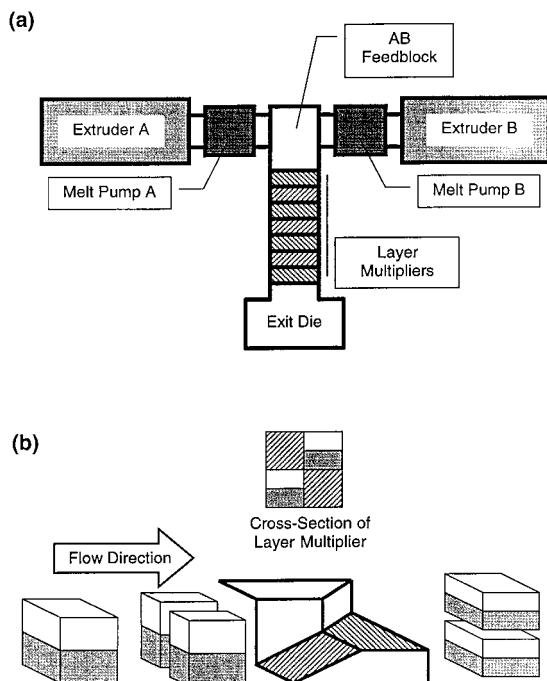 (a)
AB
Feedblock
Extruder A
Extruder B
Melt Pump A
Melt Pump B
Layer
Multipliers
Exit Die
(b)
Cross-Section of
Layer Multiplier
Flow Direction